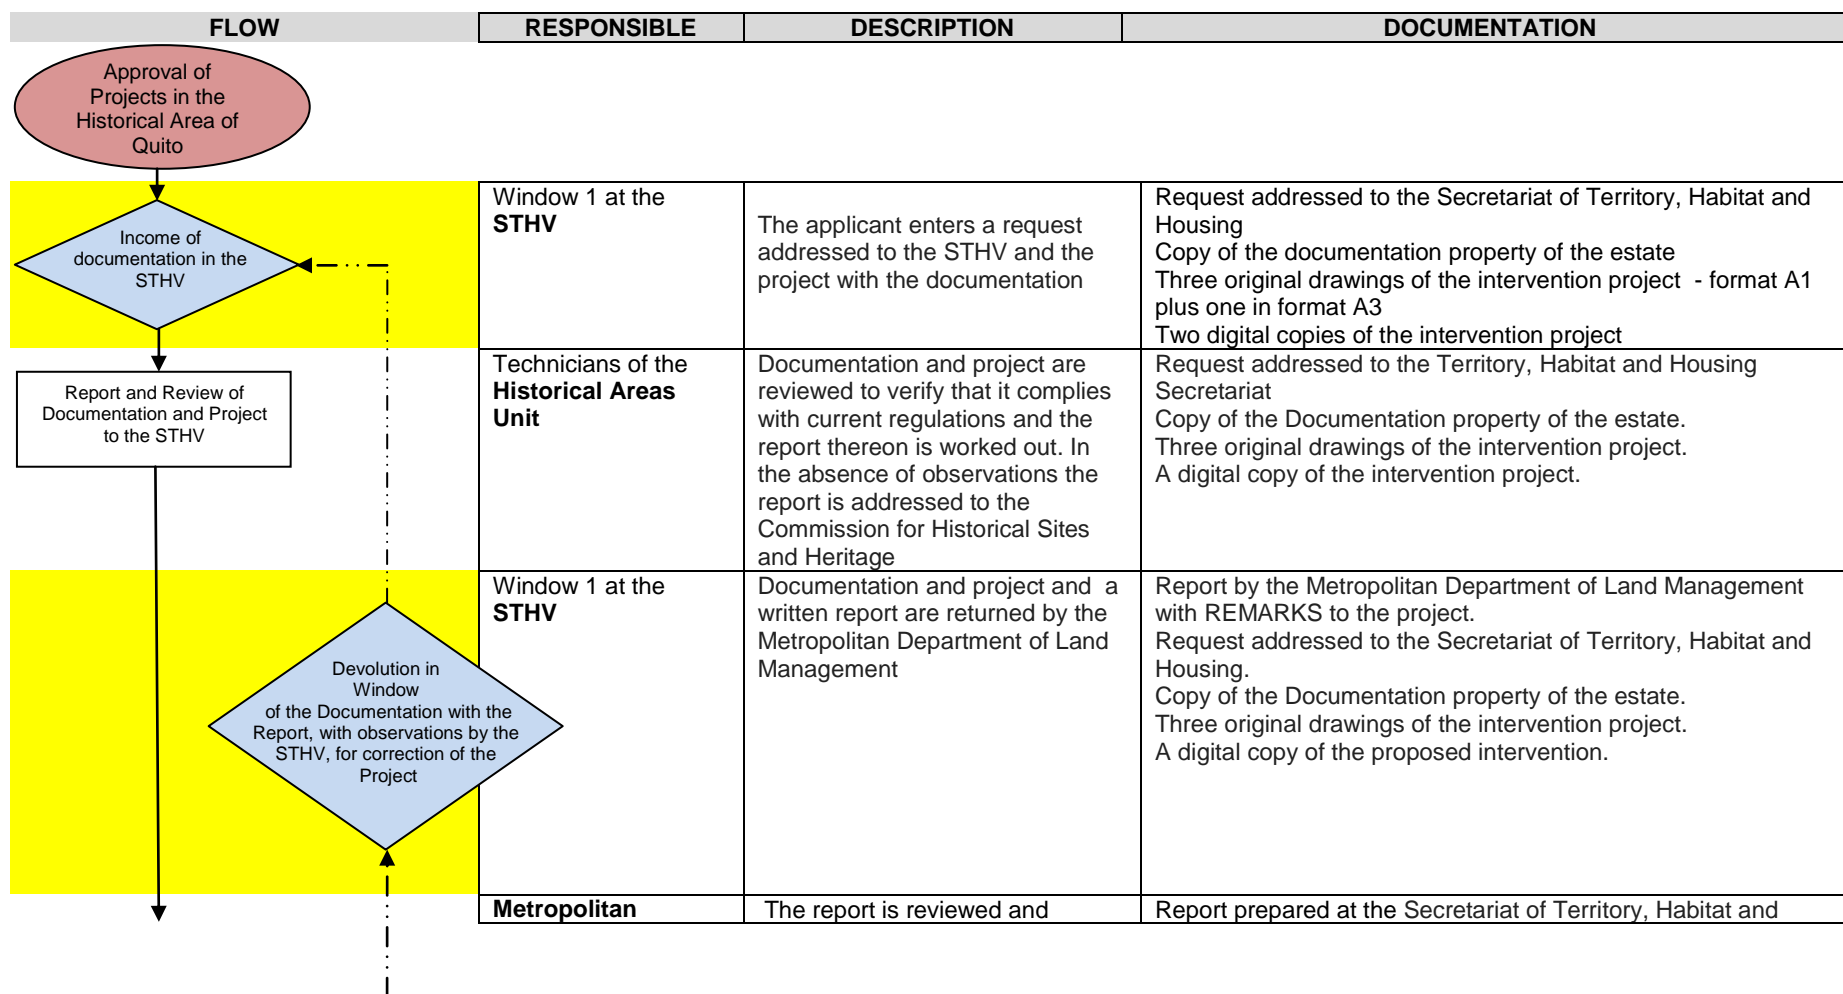 FLOW
RESPONSIBLE
DESCRIPTION
DOCUMENTATION
Approval of
Projects in the
Historical Area of
Quito
Income of
documentation in the
STHV
Window 1 at the
STHV
The applicant enters a request
addressed to the STHV and the
project with the documentation
Request addressed to the Secretariat of Territory, Habitat and
Housing
Copy of the documentation property of the estate
Three original drawings of the intervention project - format A1
plus one in format A3
Two digital copies of the intervention project
Report and Review of
Documentation and Project
to the STHV
Technicians of the
Historical Areas
Unit
Documentation and project are
reviewed to verify that it complies
with current regulations and the
report thereon is worked out. In
the absence of observations the
report is addressed to the
Commission for Historical Sites
and Heritage
Request addressed to the Territory, Habitat and Housing
Secretariat
Copy of the Documentation property of the estate.
Three original drawings of the intervention project.
A digital copy of the intervention project.
Devolution in
Window
of the Documentation with the
Report, with observations by the
STHV, for correction of the
Project
Window 1 at the
STHV
Documentation and project and a
written report are returned by the
Metropolitan Department of Land
Management
Report by the Metropolitan Department of Land Management
with REMARKS to the project.
Request addressed to the Secretariat of Territory, Habitat and
Housing.
Copy of the Documentation property of the estate.
Three original drawings of the intervention project.
A digital copy of the proposed intervention.
Metropolitan
The report is reviewed and
Report prepared at the Secretariat of Territory, Habitat and